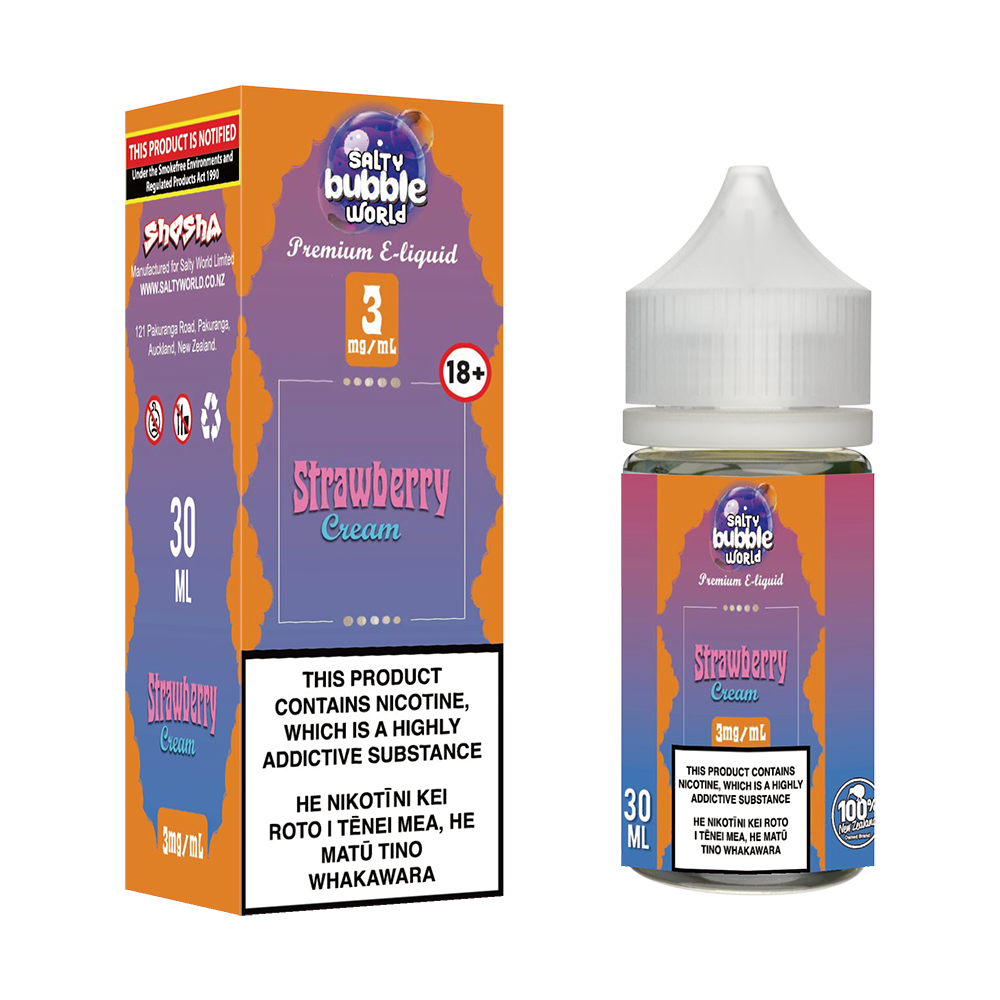 THIS PRODUCT IS NOTIFIED
Under the Smokefree Environments and
Regulated Products Act 1990
SHOSHA
Manufactured for Salty World Limited
WWW.SALTYWORLD.CO.NZ
121 Pakuranga Road, Pakuranga,
Auckland, New Zealand.
30
ML
Strawberry
Cream
3mg/mL
SALTY
bubble
WORLD
Premium E-liquid
3
mg/mL
18+
Strawberry
Cream
THIS PRODUCT
CONTAINS NICOTINE,
WHICH IS A HIGHLY
ADDICTIVE SUBSTANCE
HE NIKOTĪNI KEI
ROTO I TĒNEI MEA, HE
MATŪ TINO
WHAKAWARA
SALTY
bubble
WORLD
Premium E-liquid
Strawberry
Cream
3mg/mL
THIS PRODUCT CONTAINS
NICOTINE, WHICH IS A HIGHLY
ADDICTIVE SUBSTANCE
HE NIKOTĪNI KEI ROTO
I TĒNEI MEA, HE MATŪ
TINO WHAKAWARA
30
ML
100%
New Zealand